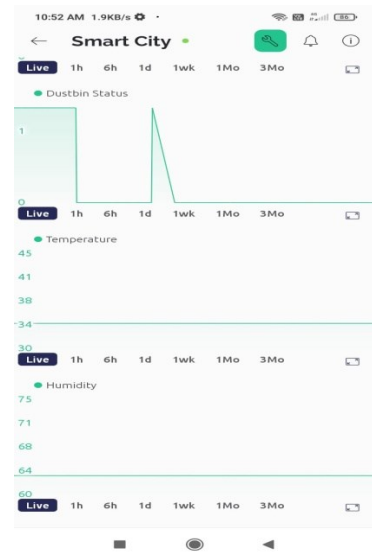 10:52 AM 1.9KB/s
86
Smart City
Live 1h 6h 1d 1wk 1Mo 3Mo
Dustbin Status
1
0
Live 1h 6h 1d 1wk 1Mo 3Mo
Temperature
45
41
38
34
30
Live 1h 6h 1d 1wk 1Mo 3Mo
Humidity
75
71
68
64
60
Live 1h 6h 1d 1wk 1Mo 3Mo